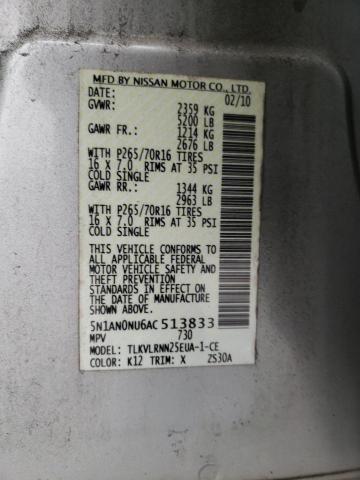 MFD BY NISSAN MOTOR CO., LTD.
DATE: 02/10
GVWR: 2359 KG
5200 LB
GAWR FR.: 1214 KG
2676 LB
WITH P265/70R16 TIRES
16 X 7.0 RIMS AT 35 PSI
COLD SINGLE
GAWR RR.: 1344 KG
2963 LB
WITH P265/70R16 TIRES
16 X 7.0 RIMS AT 35 PSI
COLD SINGLE
THIS VEHICLE CONFORMS TO
ALL APPLICABLE FEDERAL
MOTOR VEHICLE SAFETY
AND THEFT PREVENTION
STANDARDS IN EFFECT ON
THE DATE OF MANUFACTURE
SHOWN ABOVE.
5N1AN0NU6AC 513833
MPV 730
MODEL: TLKVLRNN25EUA-1-CE
COLOR: K12 TRIM: X ZS30A